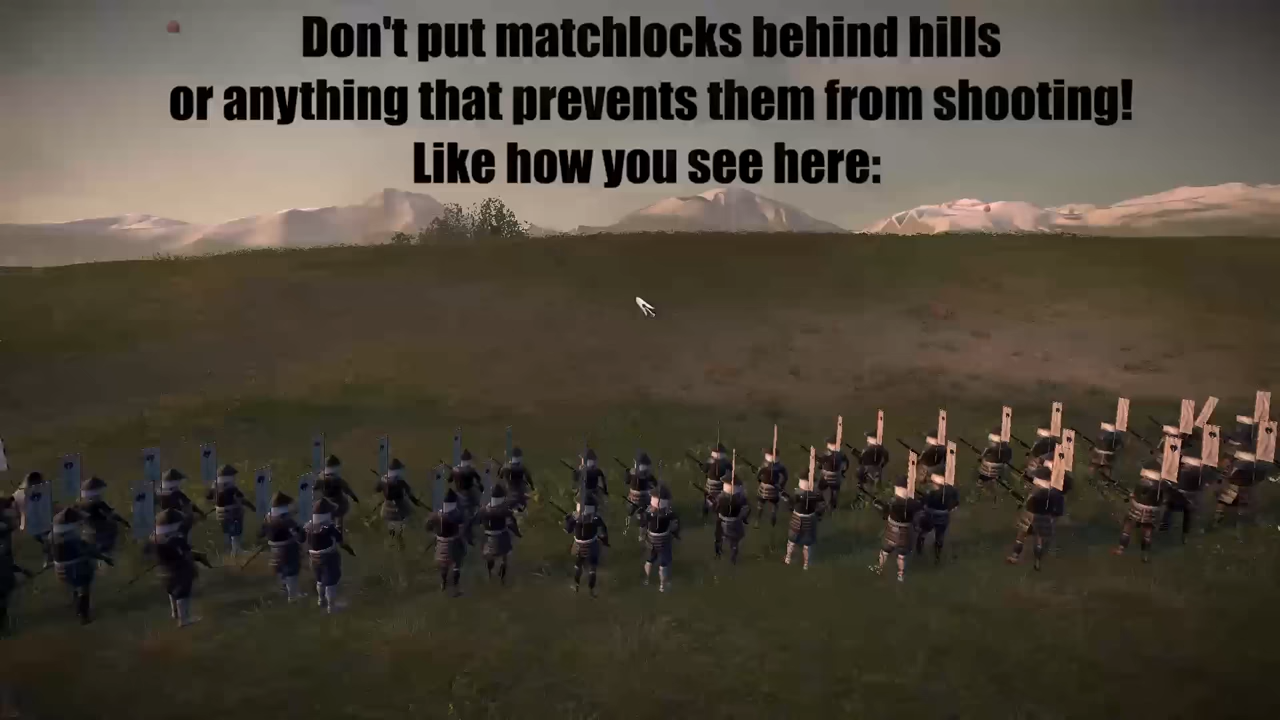 Don't put matchlocks behind hills
or anything that prevents them from shooting!
Like how you see here: